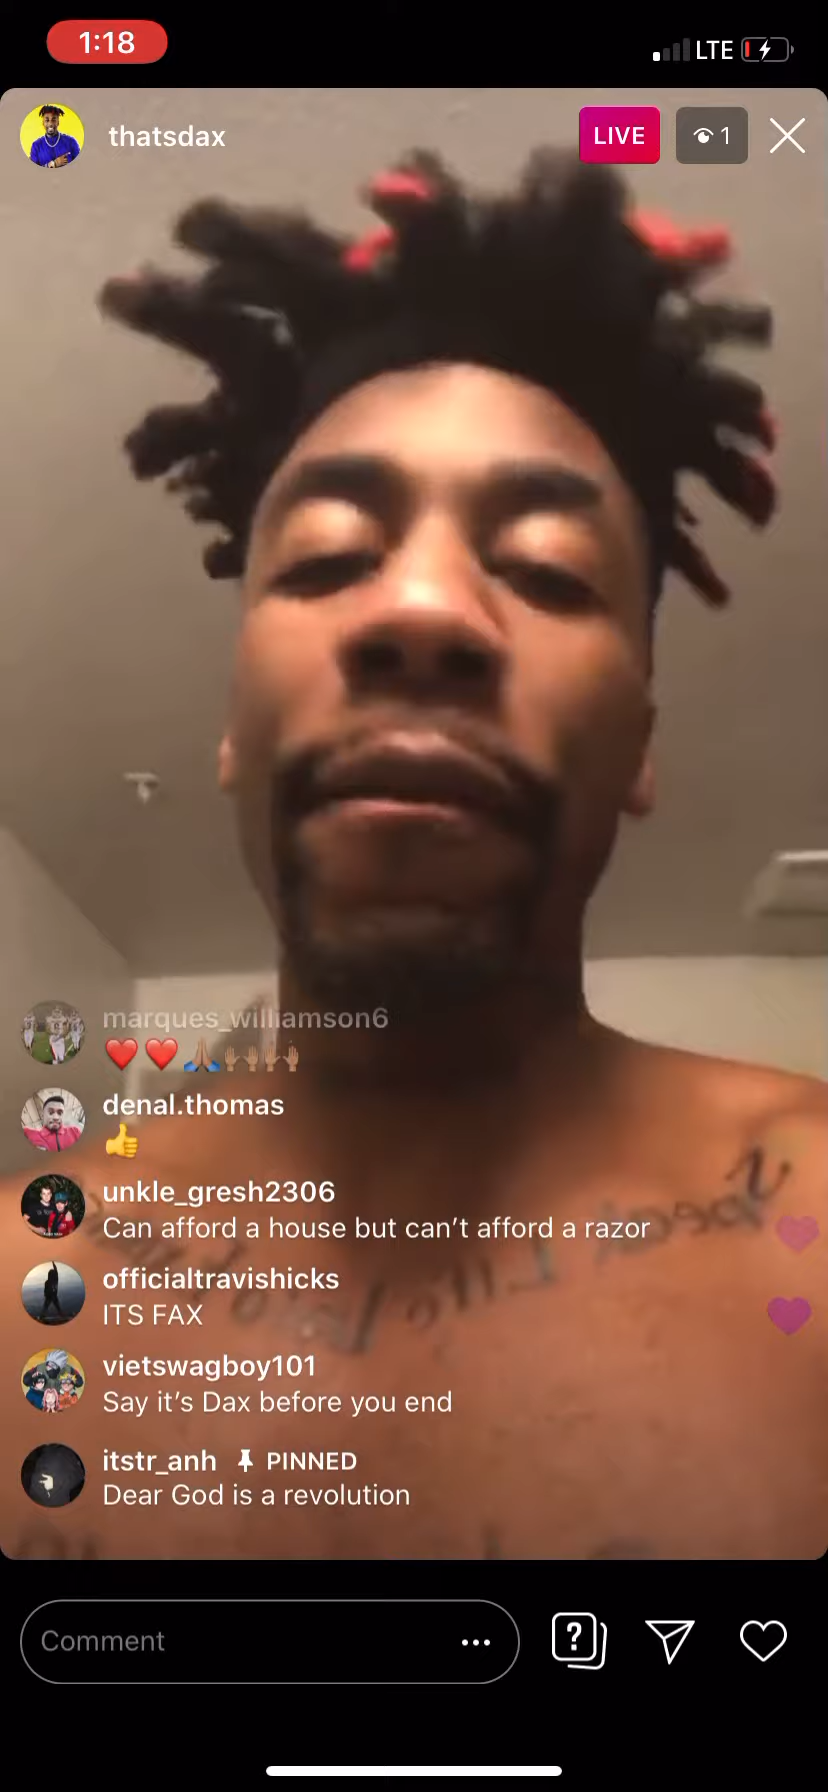 1:18
LTE
thatsdax
LIVE
1
marques_williamson6
❤️❤️🙏🏽🙌🏽🙌🏽
denal.thomas
👍
unkle_gresh2306
Can afford a house but can’t afford a razor
officialtravishicks
ITS FAX
vietswagboy101
Say it’s Dax before you end
itstr_anh PINNED
Dear God is a revolution
Comment ...
?